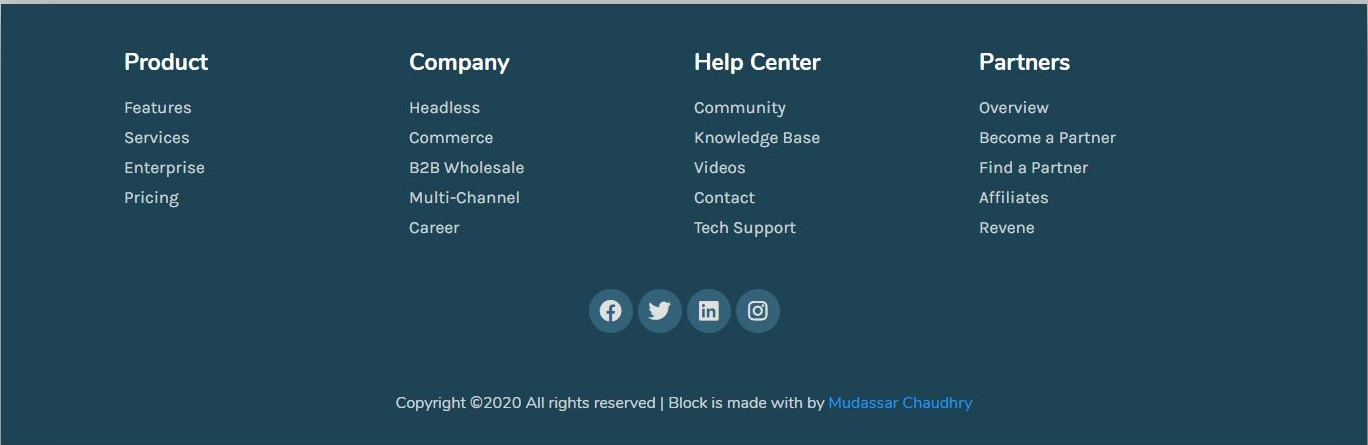 Product
Features
Services
Enterprise
Pricing
Company
Headless
Commerce
B2B Wholesale
Multi-Channel
Career
Help Center
Community
Knowledge Base
Videos
Contact
Tech Support
Partners
Overview
Become a Partner
Find a Partner
Affiliates
Revene
Copyright ©2020 All rights reserved | Block is made with by Mudassar Chaudhry